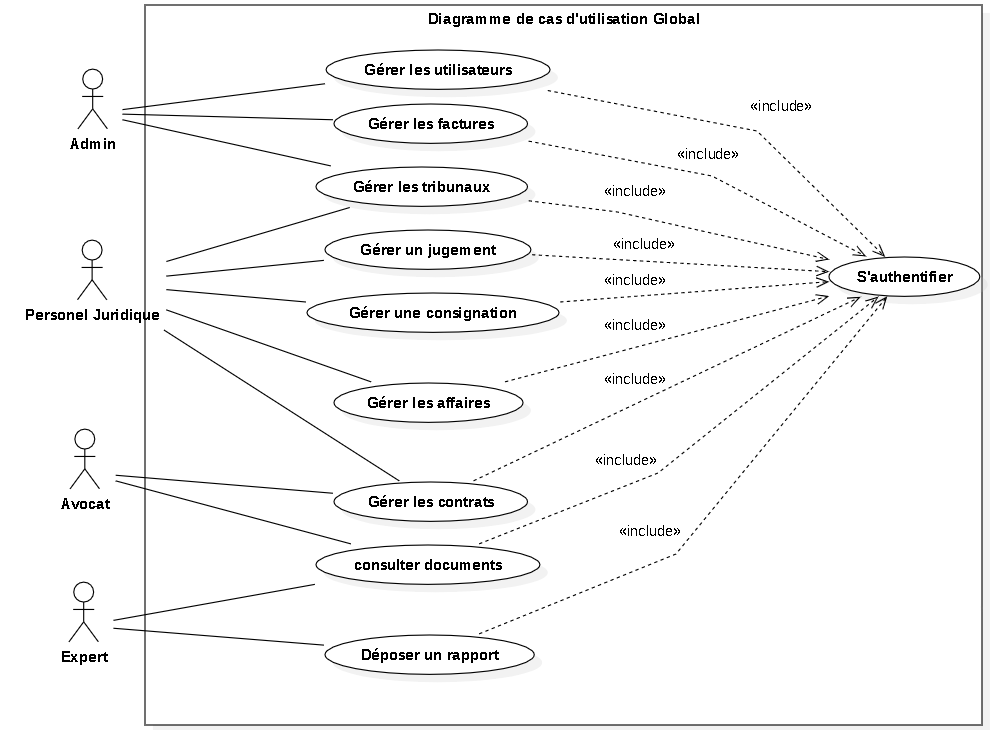 Diagramme de cas d'utilisation Global
Gérer les utilisateurs
«include»
Gérer les factures
Admin
«include»
Gérer les tribunaux
«include»
Gérer un jugement
«include»
S'authentifier
«include»
Gérer une consignation
Personel Juridique
«include»
«include»
Gérer les affaires
«include»
Gérer les contrats
Avocat
«include»
consulter documents
Expert
Déposer un rapport